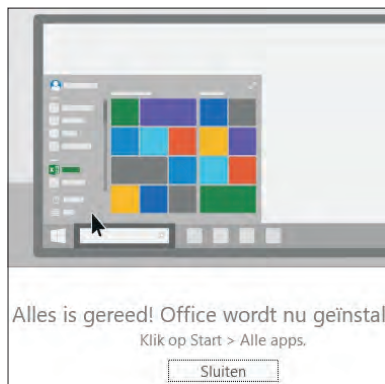 Alles is gereed! Office wordt nu geïnstal
Klik op Start > Alle apps.
Sluiten